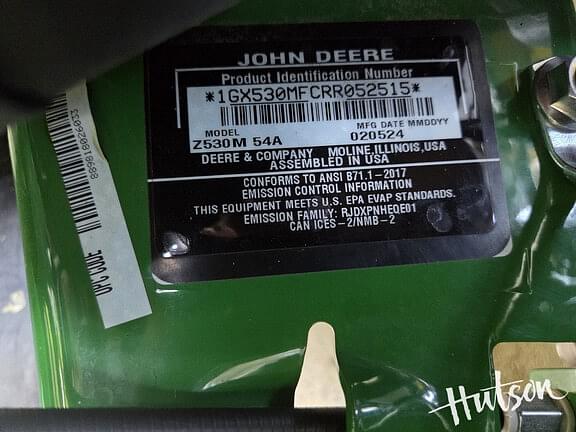 JOHN DEERE
Product Identification Number
*1GX530MFCRR052515*
MODEL MFG DATE MMDDYY
Z530M 54A 020524
DEERE & COMPANY MOLINE,ILLINOIS,USA
ASSEMBLED IN USA
CONFORMS TO ANSI B71.1-2017
EMISSION CONTROL INFORMATION
THIS EQUIPMENT MEETS U.S. EPA EVAP STANDARDS.
EMISSION FAMILY: RJDXPNHEQE01
CAN ICES-2/NMB-2
UPC CODE
Hutson